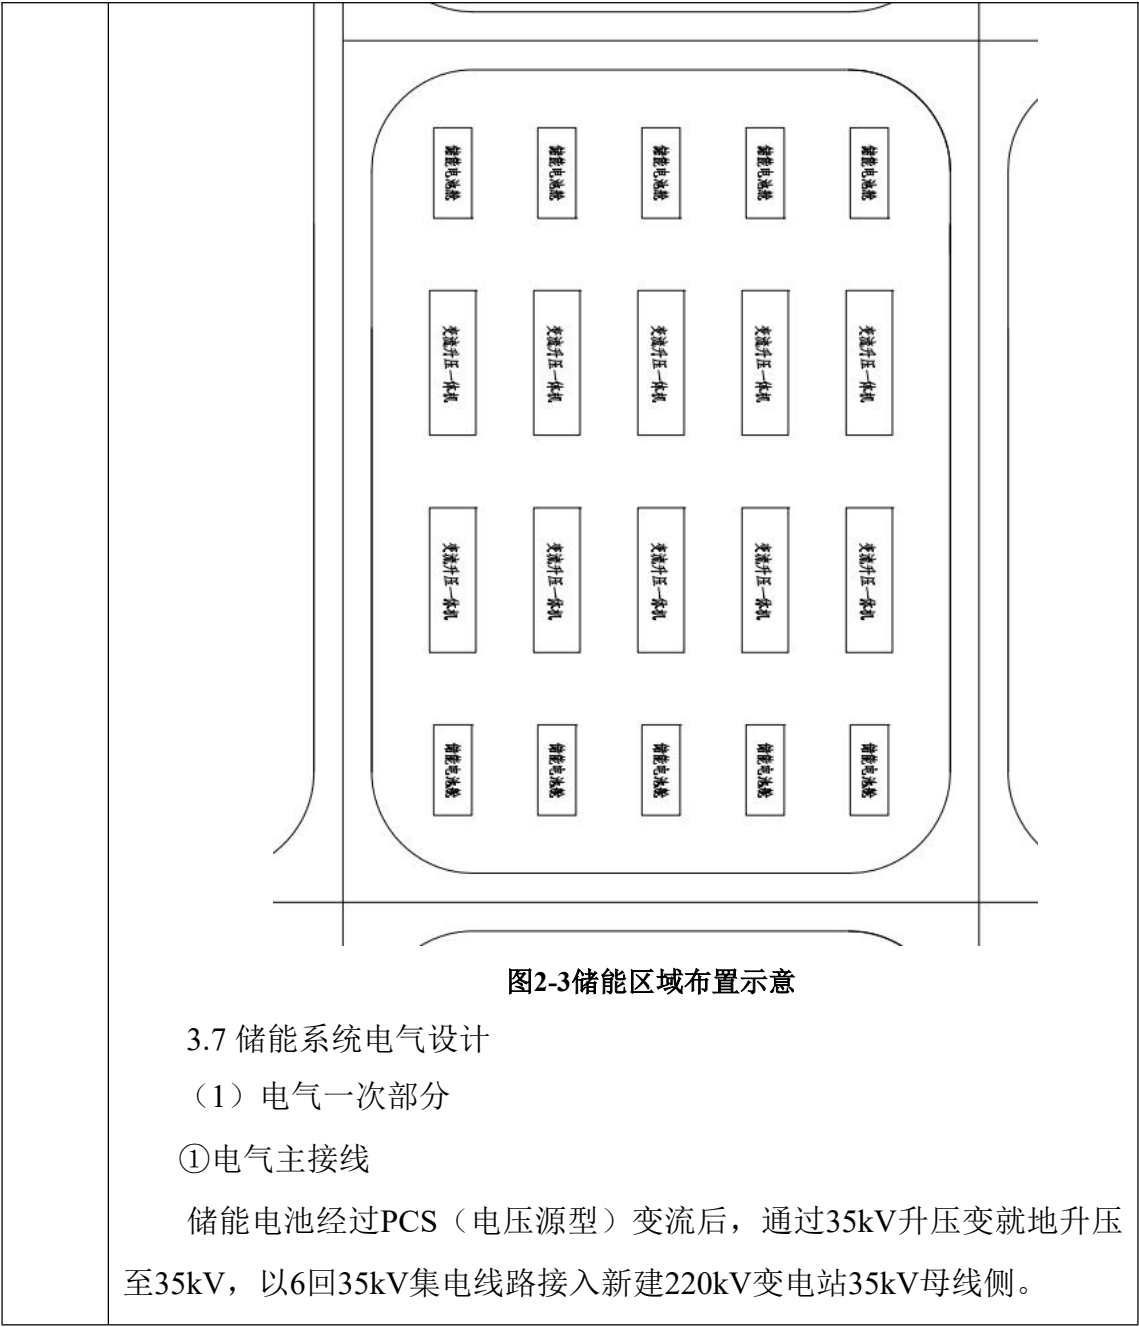 储能电池舱 储能电池舱 储能电池舱 储能电池舱 储能电池舱
变流升压一体机 变流升压一体机 变流升压一体机 变流升压一体机 变流升压一体机
变流升压一体机 变流升压一体机 变流升压一体机 变流升压一体机 变流升压一体机
储能电池舱 储能电池舱 储能电池舱 储能电池舱 储能电池舱
图2-3储能区域布置示意
3.7 储能系统电气设计
（1）电气一次部分
①电气主接线
储能电池经过PCS（电压源型）变流后，通过35kV升压变就地升压
至35kV，以6回35kV集电线路接入新建220kV变电站35kV母线侧。